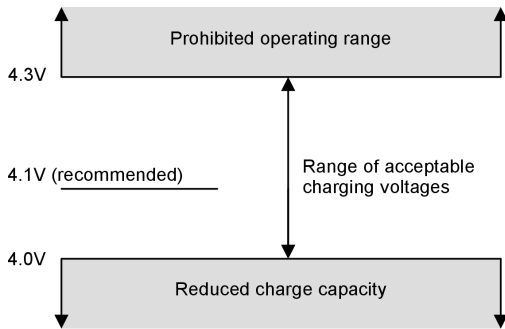 Prohibited operating range
4.3V
4.1V (recommended)
Range of acceptable
charging voltages
4.0V
Reduced charge capacity